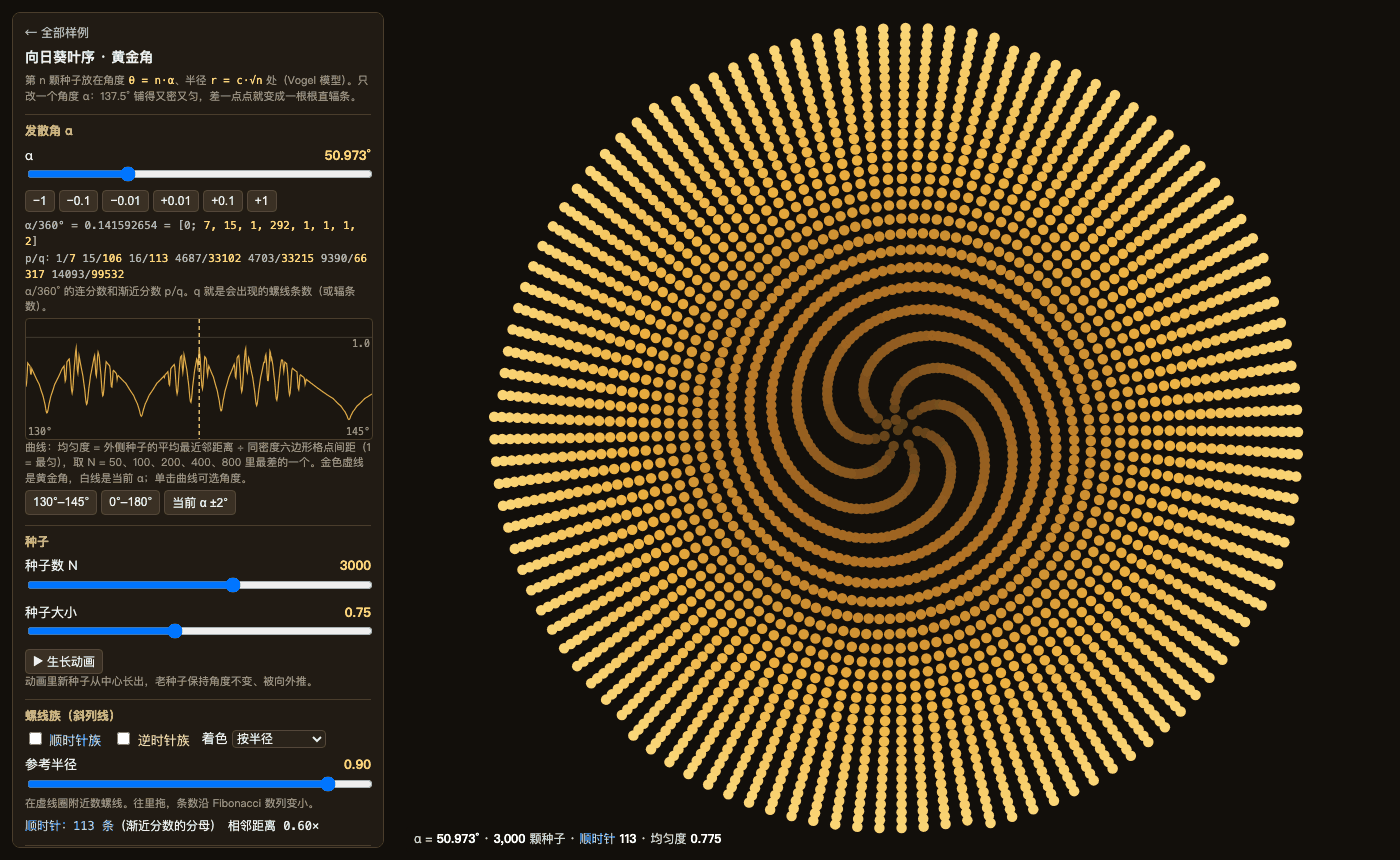 ← 全部样例
向日葵叶序 · 黄金角
第 n 颗种子放在角度 θ = n·α、半径 r = c·√n 处（Vogel 模型）。只
改一个角度 α：137.5° 铺得又密又匀，差一点点就变成一根根直辐条。
发散角 α
α 50.973°
−1 −0.1 −0.01 +0.01 +0.1 +1
α/360° = 0.141592654 = [0; 7, 15, 1, 292, 1, 1, 1,
2]
p/q: 1/7 15/106 16/113 4687/33102 4703/33215 9390/66
317 14093/99532
α/360° 的连分数和渐近分数 p/q。q 就是会出现的螺线条数（或辐条
数）。
1.0
130° 145°
曲线：均匀度 = 外侧种子的平均最近邻距离 ÷ 同密度六边形格点间距（1
= 最匀），取 N = 50、100、200、400、800 里最差的一个。金色虚线
是黄金角，白线是当前 α；单击曲线可选角度。
130°–145° 0°–180° 当前 α ±2°
种子
种子数 N 3000
种子大小 0.75
▶ 生长动画
动画里新种子从中心长出，老种子保持角度不变、被向外推。
螺线族（斜列线）
顺时针族 逆时针族 着色 按半径
参考半径 0.90
在虚线圈附近数螺线。往里拖，条数沿 Fibonacci 数列变小。
顺时针: 113 条 (渐近分数的分母) 相邻距离 0.60×
α = 50.973° · 3,000 颗种子 · 顺时针 113 · 均匀度 0.775